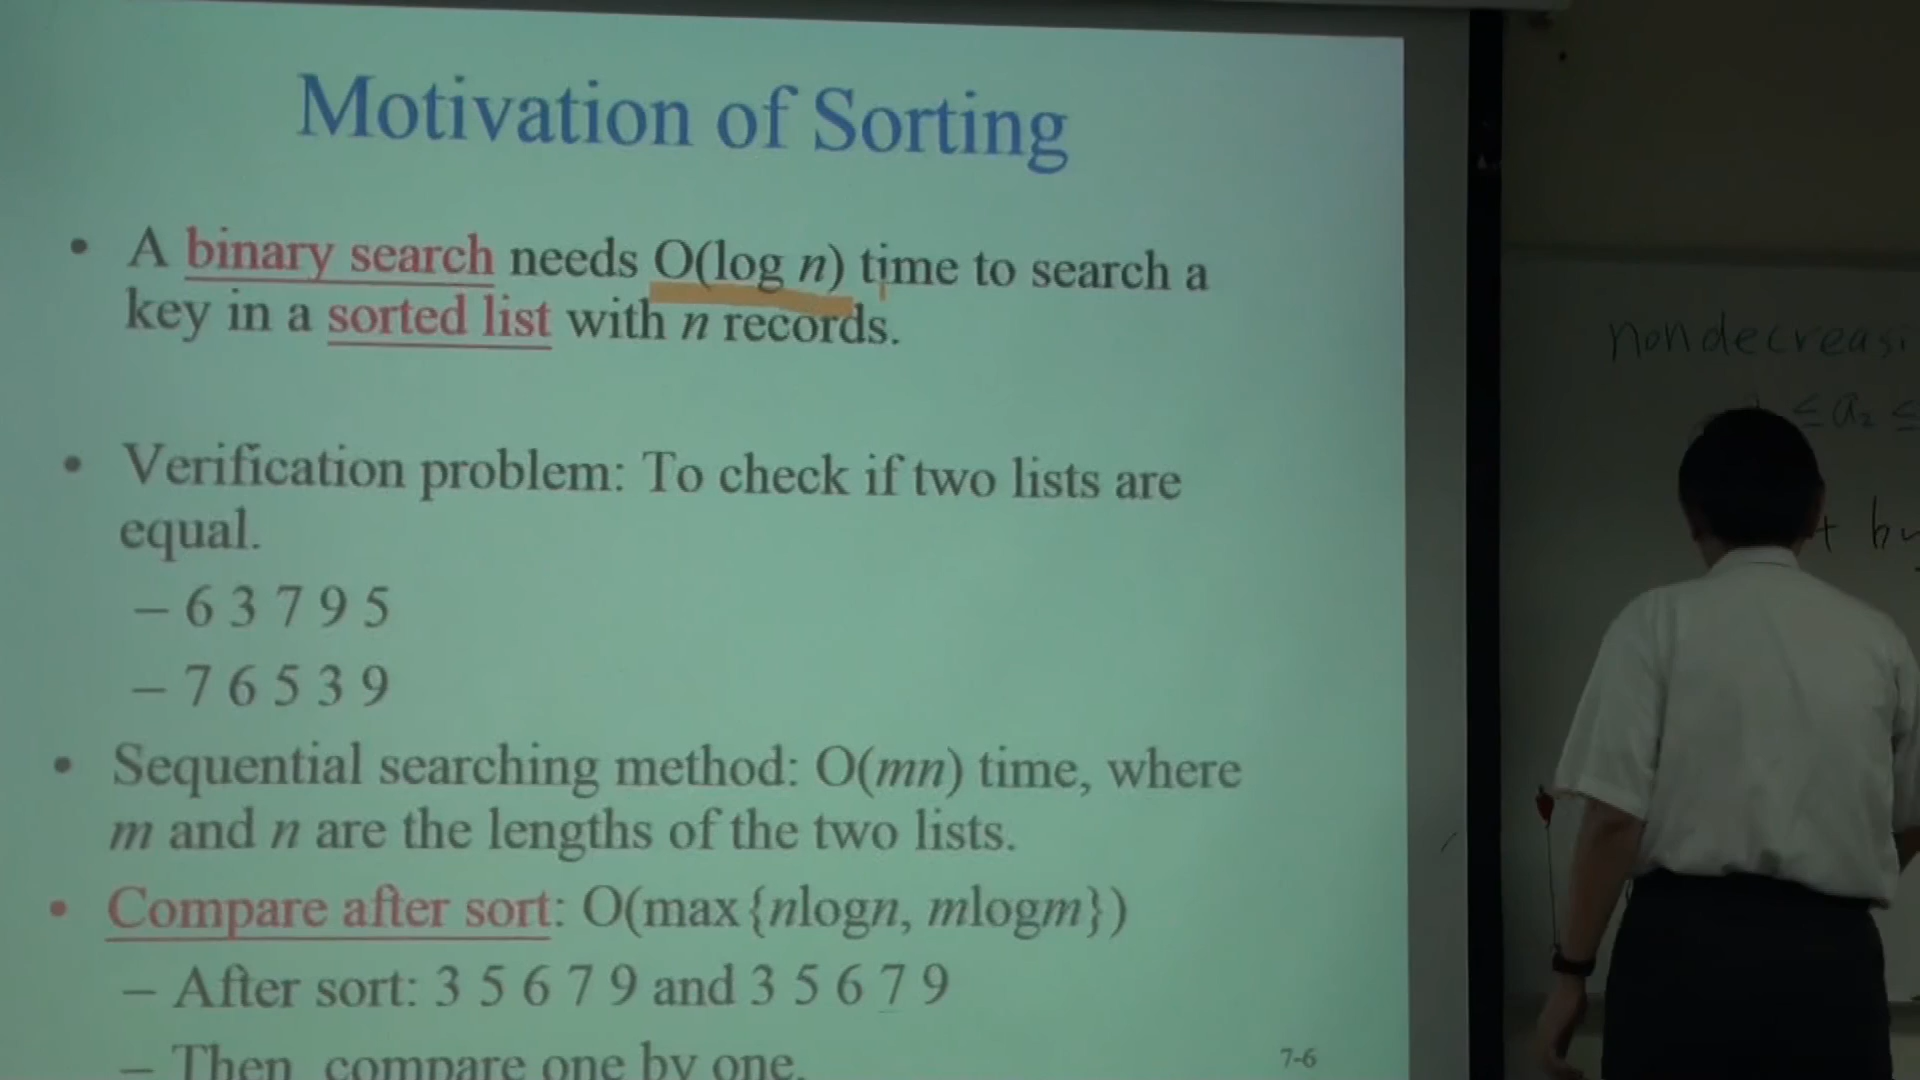 Motivation of Sorting
• A binary search needs O(log n) time to search a
key in a sorted list with n records.
• Verification problem: To check if two lists are
equal.
– 6 3 7 9 5
– 7 6 5 3 9
• Sequential searching method: O(mn) time, where
m and n are the lengths of the two lists.
• Compare after sort: O(max{nlogn, mlogm})
– After sort: 3 5 6 7 9 and 3 5 6 7 9
– Then, compare one by one.
7-6
nondecreasi
≤ a₂ ≤